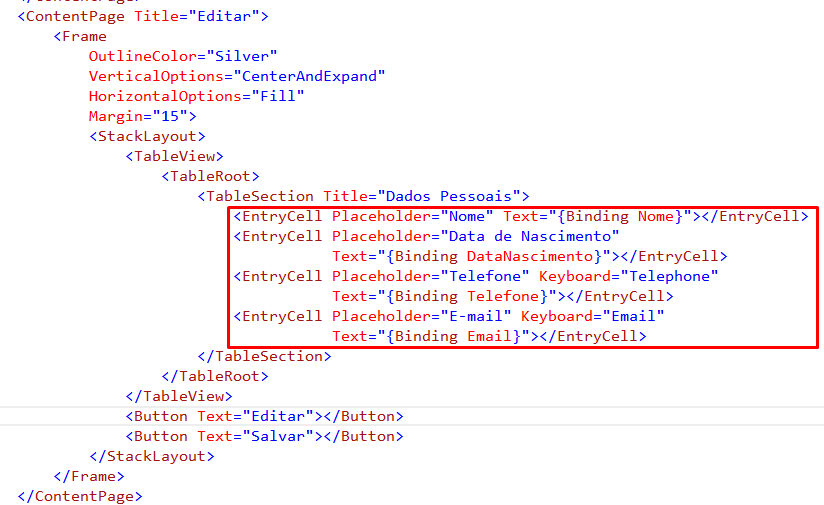 </ContentPage>
<ContentPage Title="Editar">
    <Frame
        OutlineColor="Silver"
        VerticalOptions="CenterAndExpand"
        HorizontalOptions="Fill"
        Margin="15">
        <StackLayout>
            <TableView>
                <TableRoot>
                    <TableSection Title="Dados Pessoais">
                        <EntryCell Placeholder="Nome" Text="{Binding Nome}"></EntryCell>
                        <EntryCell Placeholder="Data de Nascimento"
                                   Text="{Binding DataNascimento}"></EntryCell>
                        <EntryCell Placeholder="Telefone" Keyboard="Telephone"
                                   Text="{Binding Telefone}"></EntryCell>
                        <EntryCell Placeholder="E-mail" Keyboard="Email"
                                   Text="{Binding Email}"></EntryCell>
                    </TableSection>
                </TableRoot>
            </TableView>
            <Button Text="Editar"></Button>
            <Button Text="Salvar"></Button>
        </StackLayout>
    </Frame>
</ContentPage>